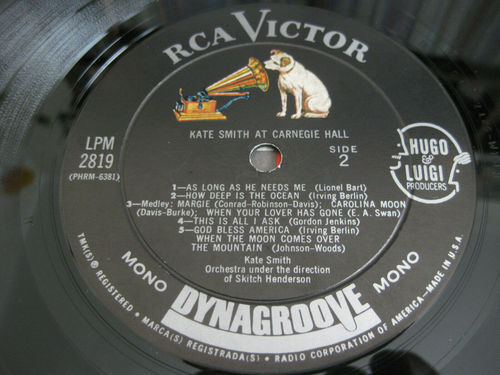 RCA VICTOR
KATE SMITH AT CARNEGIE HALL
LPM
2819
(PHRM-6381)
SIDE
2
HUGO
&
LUIGI
PRODUCERS
1—AS LONG AS HE NEEDS ME (Lionel Bart)
2—HOW DEEP IS THE OCEAN (Irving Berlin)
3—Medley: MARGIE (Conrad-Robinson-Davis); CAROLINA MOON
(Davis-Burke); WHEN YOUR LOVER HAS GONE (E. A. Swan)
4—THIS IS ALL I ASK (Gordon Jenkins)
5—GOD BLESS AMERICA (Irving Berlin)
WHEN THE MOON COMES OVER
THE MOUNTAIN (Johnson-Woods)
Kate Smith
Orchestra under the direction
of Skitch Henderson
MONO DYNAGROOVE MONO
TMK(S) ® REGISTERED • MARCA(S) REGISTRADA(S) • RADIO CORPORATION OF AMERICA—MADE IN U.S.A.